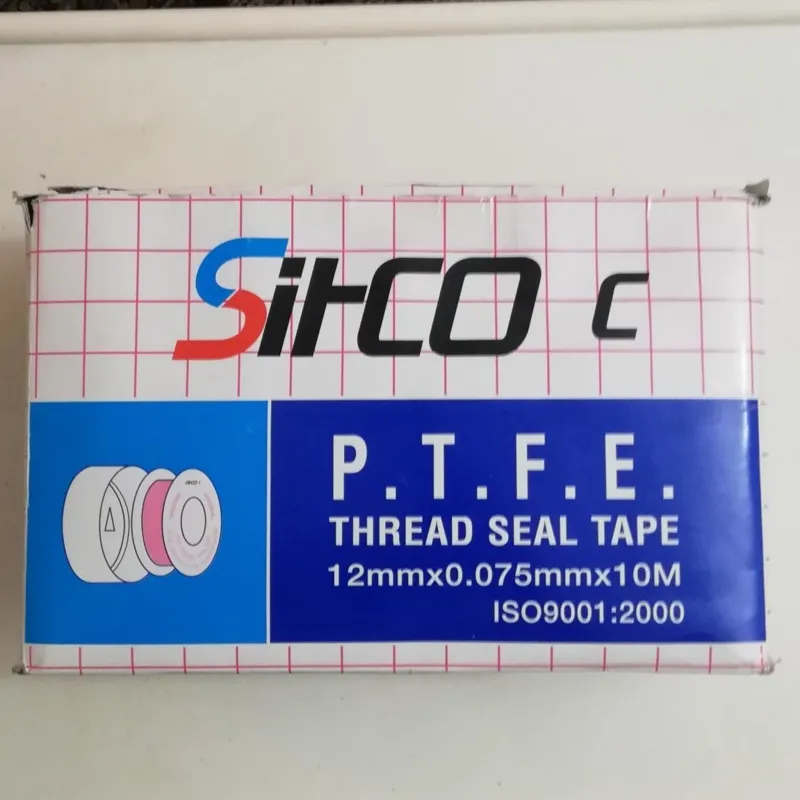 SitCO C
P.T.F.E.
THREAD SEAL TAPE
12mmx0.075mmx10M
ISO9001:2000